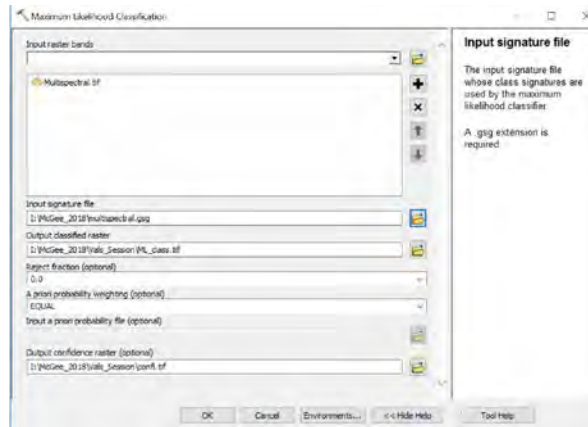 Maximum Likelihood Classification
Input raster bands
Multispectral.tif
Input signature file
I:\McGee_2018\multispectral.gsg
Output classified raster
I:\McGee_2018\Vals_Session\ML_class.tif
Reject fraction (optional)
0.0
A priori probability weighting (optional)
EQUAL
Input a priori probability file (optional)
Output confidence raster (optional)
I:\McGee_2018\Vals_Session\confi.tif
OK
Cancel
Environments...
<< Hide Help
Tool Help
Input signature file
The input signature file
whose class signatures are
used by the maximum
likelihood classifier.
A .gsg extension is
required.